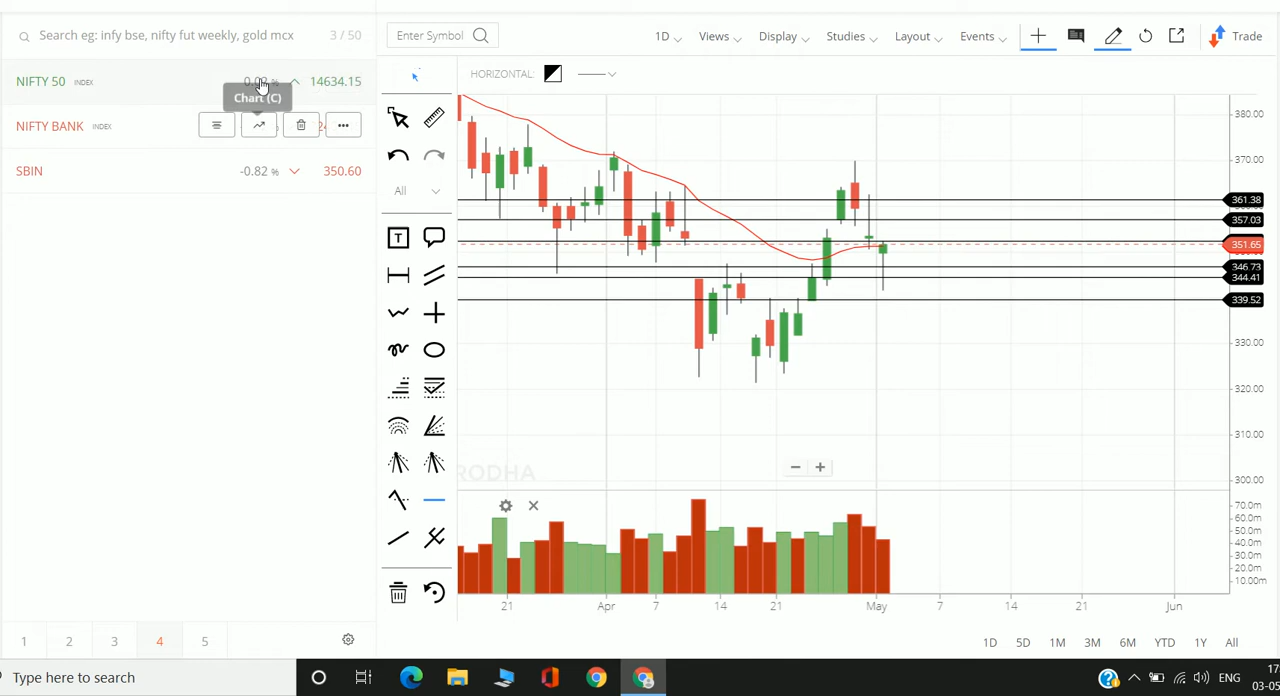 Search eg: infy bse, nifty fut weekly, gold mcx 3 / 50
NIFTY 50 INDEX 14634.15
Chart (C)
NIFTY BANK INDEX
SBIN -0.82 % 350.60
1 2 3 4 5
Enter Symbol 1D Views Display Studies Layout Events Trade
HORIZONTAL:
All
T
380.00
370.00
361.38
357.03
351.65
346.73
344.41
339.52
330.00
320.00
310.00
300.00
RODHA
70.0m
60.0m
50.0m
40.0m
30.0m
20.0m
10.00m
21 Apr 7 14 21 May 7 14 21 Jun
1D 5D 1M 3M 6M YTD 1Y All
Type here to search
ENG
17
03-05